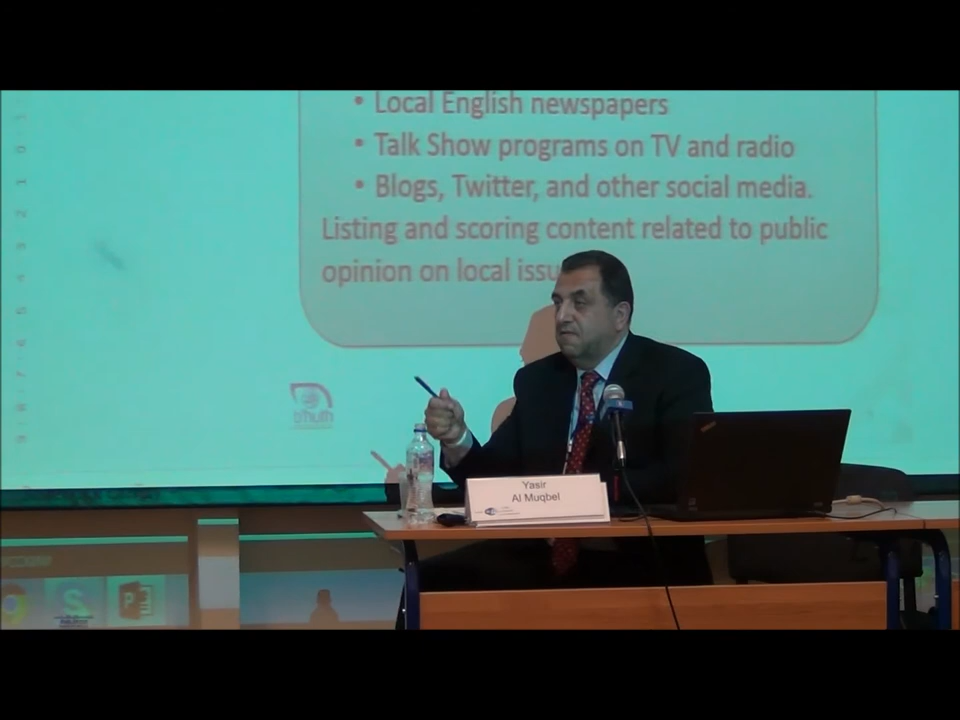 • Local English newspapers
• Talk Show programs on TV and radio
• Blogs, Twitter, and other social media.
Listing and scoring content related to public
opinion on local issu
b'huth
Yasir
Al Muqbel